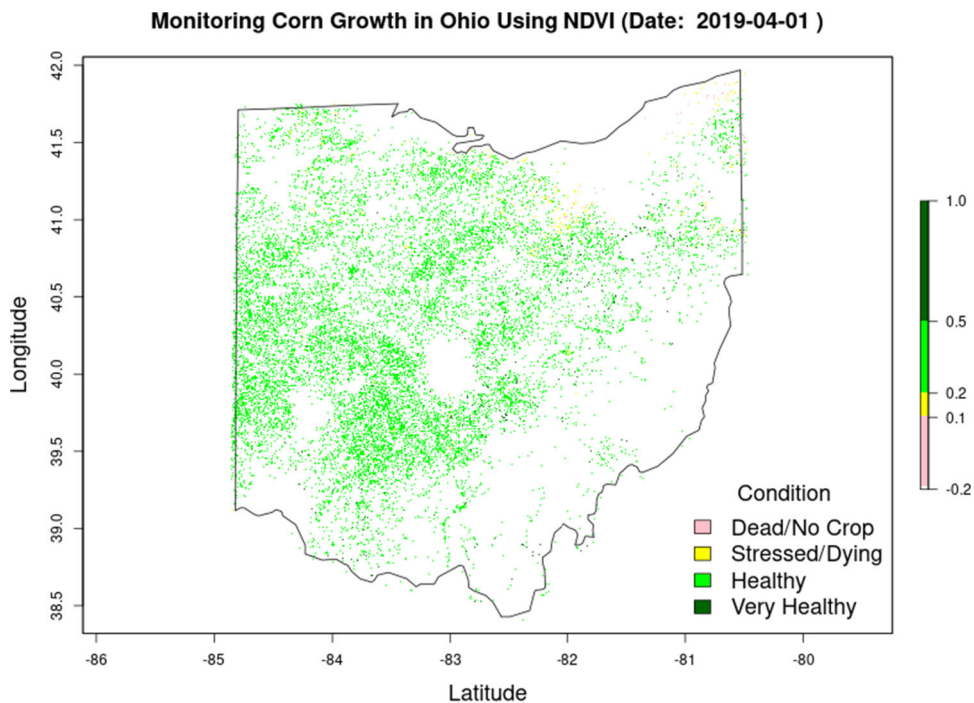 Monitoring Corn Growth in Ohio Using NDVI (Date:  2019-04-01 )
42.0
41.5
41.0
40.5
40.0
39.5
39.0
38.5
Longitude
-86
-85
-84
-83
-82
-81
-80
Latitude
1.0
0.5
0.2
0.1
-0.2
Condition
Dead/No Crop
Stressed/Dying
Healthy
Very Healthy